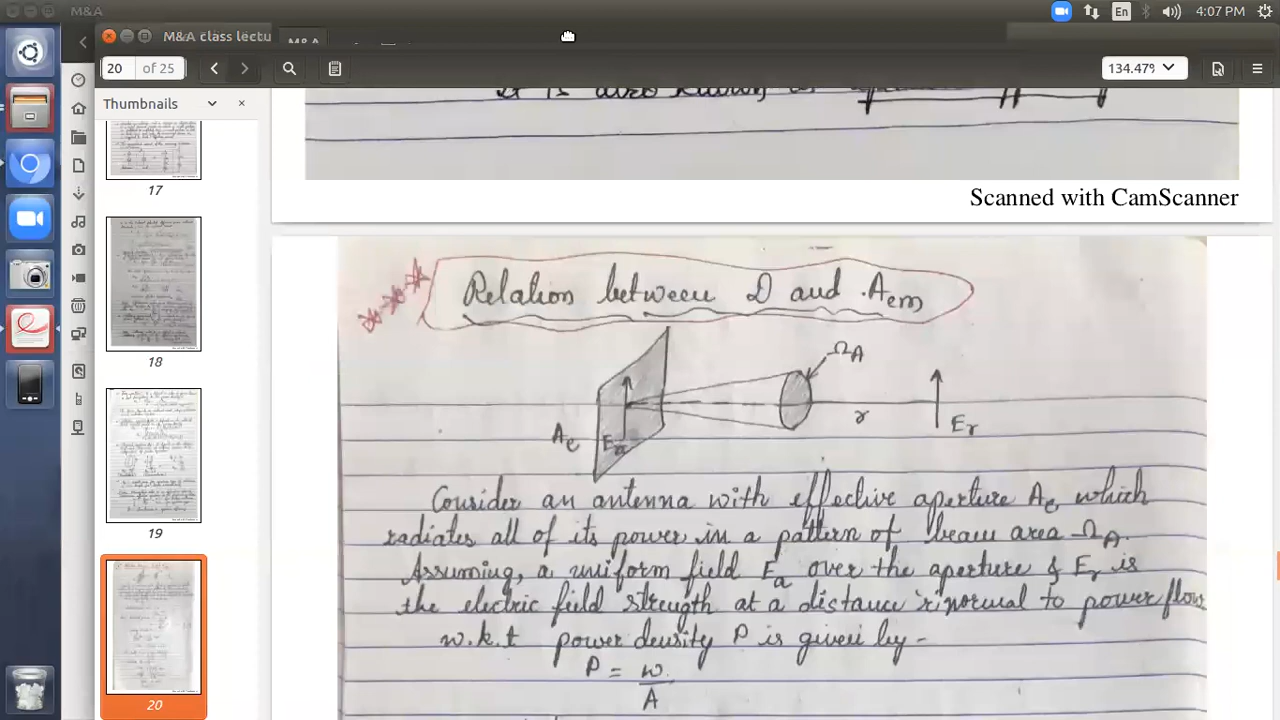 M&A
En
4:07 PM
M&A class lectu
M&A
20 of 25
134.47%
Thumbnails
17
18
19
20
Scanned with CamScanner
Relation between D and Aem
ΩA
Ae
Ea
r
Er
Consider an antenna with effective aperture Ae which
radiates all of its power in a pattern of beam area ΩA.
Assuming, a uniform field Ea over the aperture & Er is
the electric field strength at a distance 'r' normal to power flow
w.k.t power density P is given by -
P = w
A